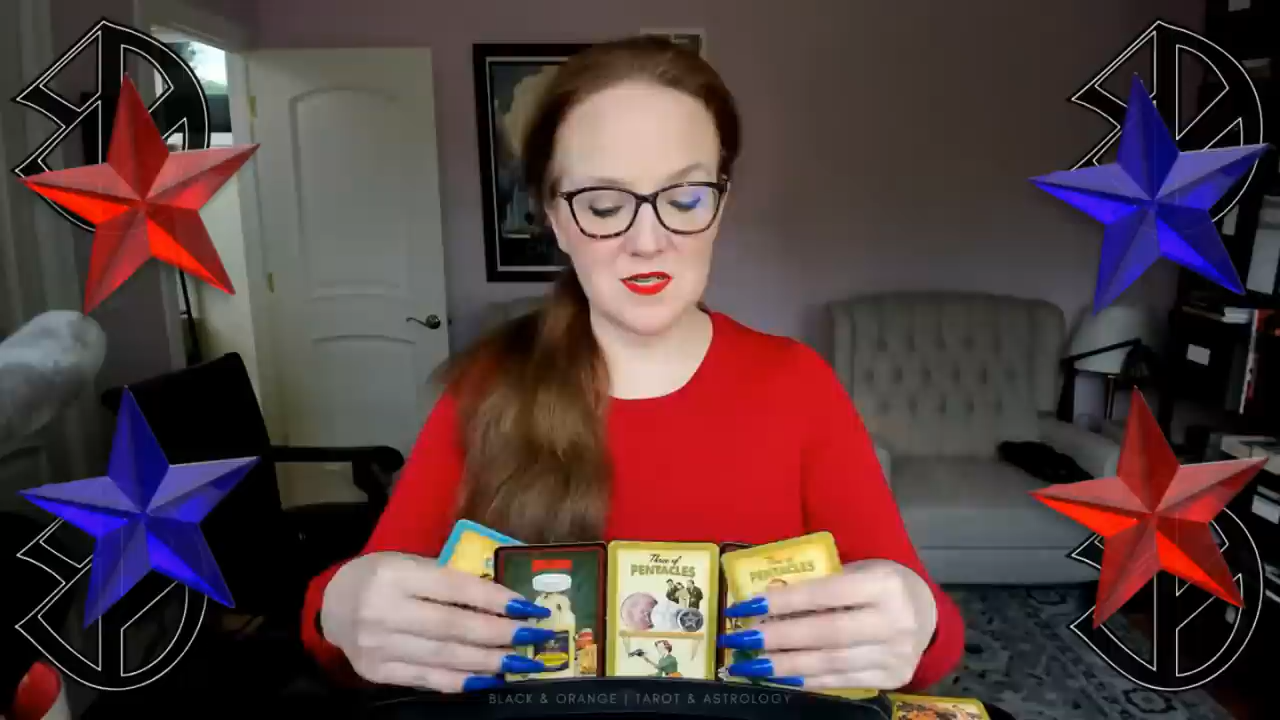 Three of
PENTACLES
PENTACLES
BLACK & ORANGE | TAROT & ASTROLOGY